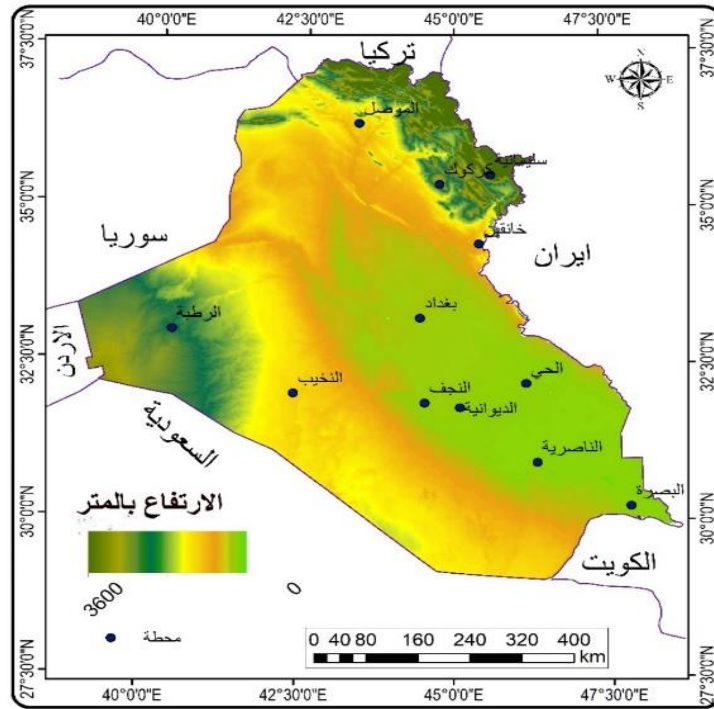 40°0'0"E 42°30'0"E 45°0'0"E 47°30'0"E
37°30'0"N
37°30'0"N
تركيا
N
W E
S
الموصل
سليمانية
كركوك
35°0'0"N
35°0'0"N
خانقين
سوريا
ايران
بغداد
الرطبة
32°30'0"N
32°30'0"N
الاردن
الحي
النخيب
النجف
الديوانية
السعودية
الناصرية
البصرة
الارتفاع بالمتر
30°0'0"N
30°0'0"N
الكويت
3600 0
محطة
0 40 80 160 240 320 400
km
27°30'0"N
27°30'0"N
40°0'0"E 42°30'0"E 45°0'0"E 47°30'0"E